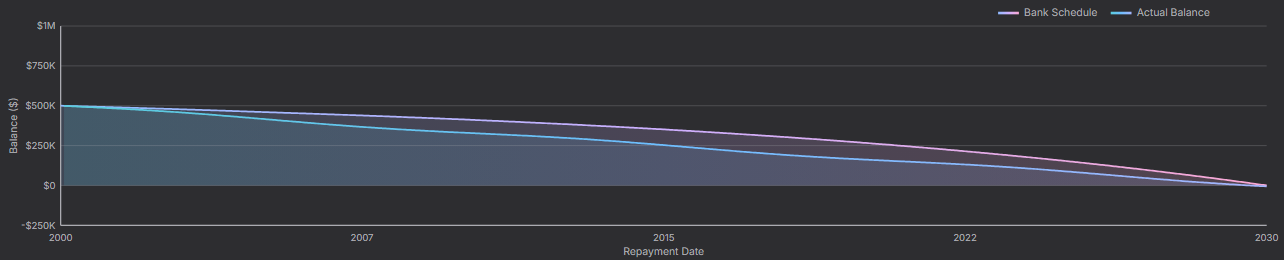 Bank Schedule Actual Balance
$1M
$750K
$500K
$250K
$0
-$250K
Balance ($)
2000 2007 2015 2022 2030
Repayment Date